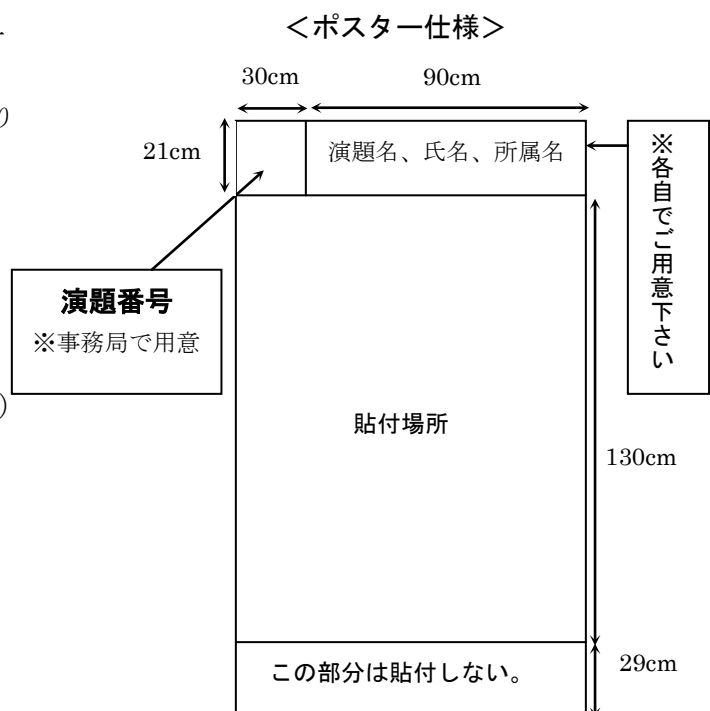 ＜ポスター仕様＞
30cm
90cm
21cm
演題名、氏名、所属名
※各自でご用意下さい
演題番号
※事務局で用意
り
)
貼付場所
130cm
この部分は貼付しない。
29cm